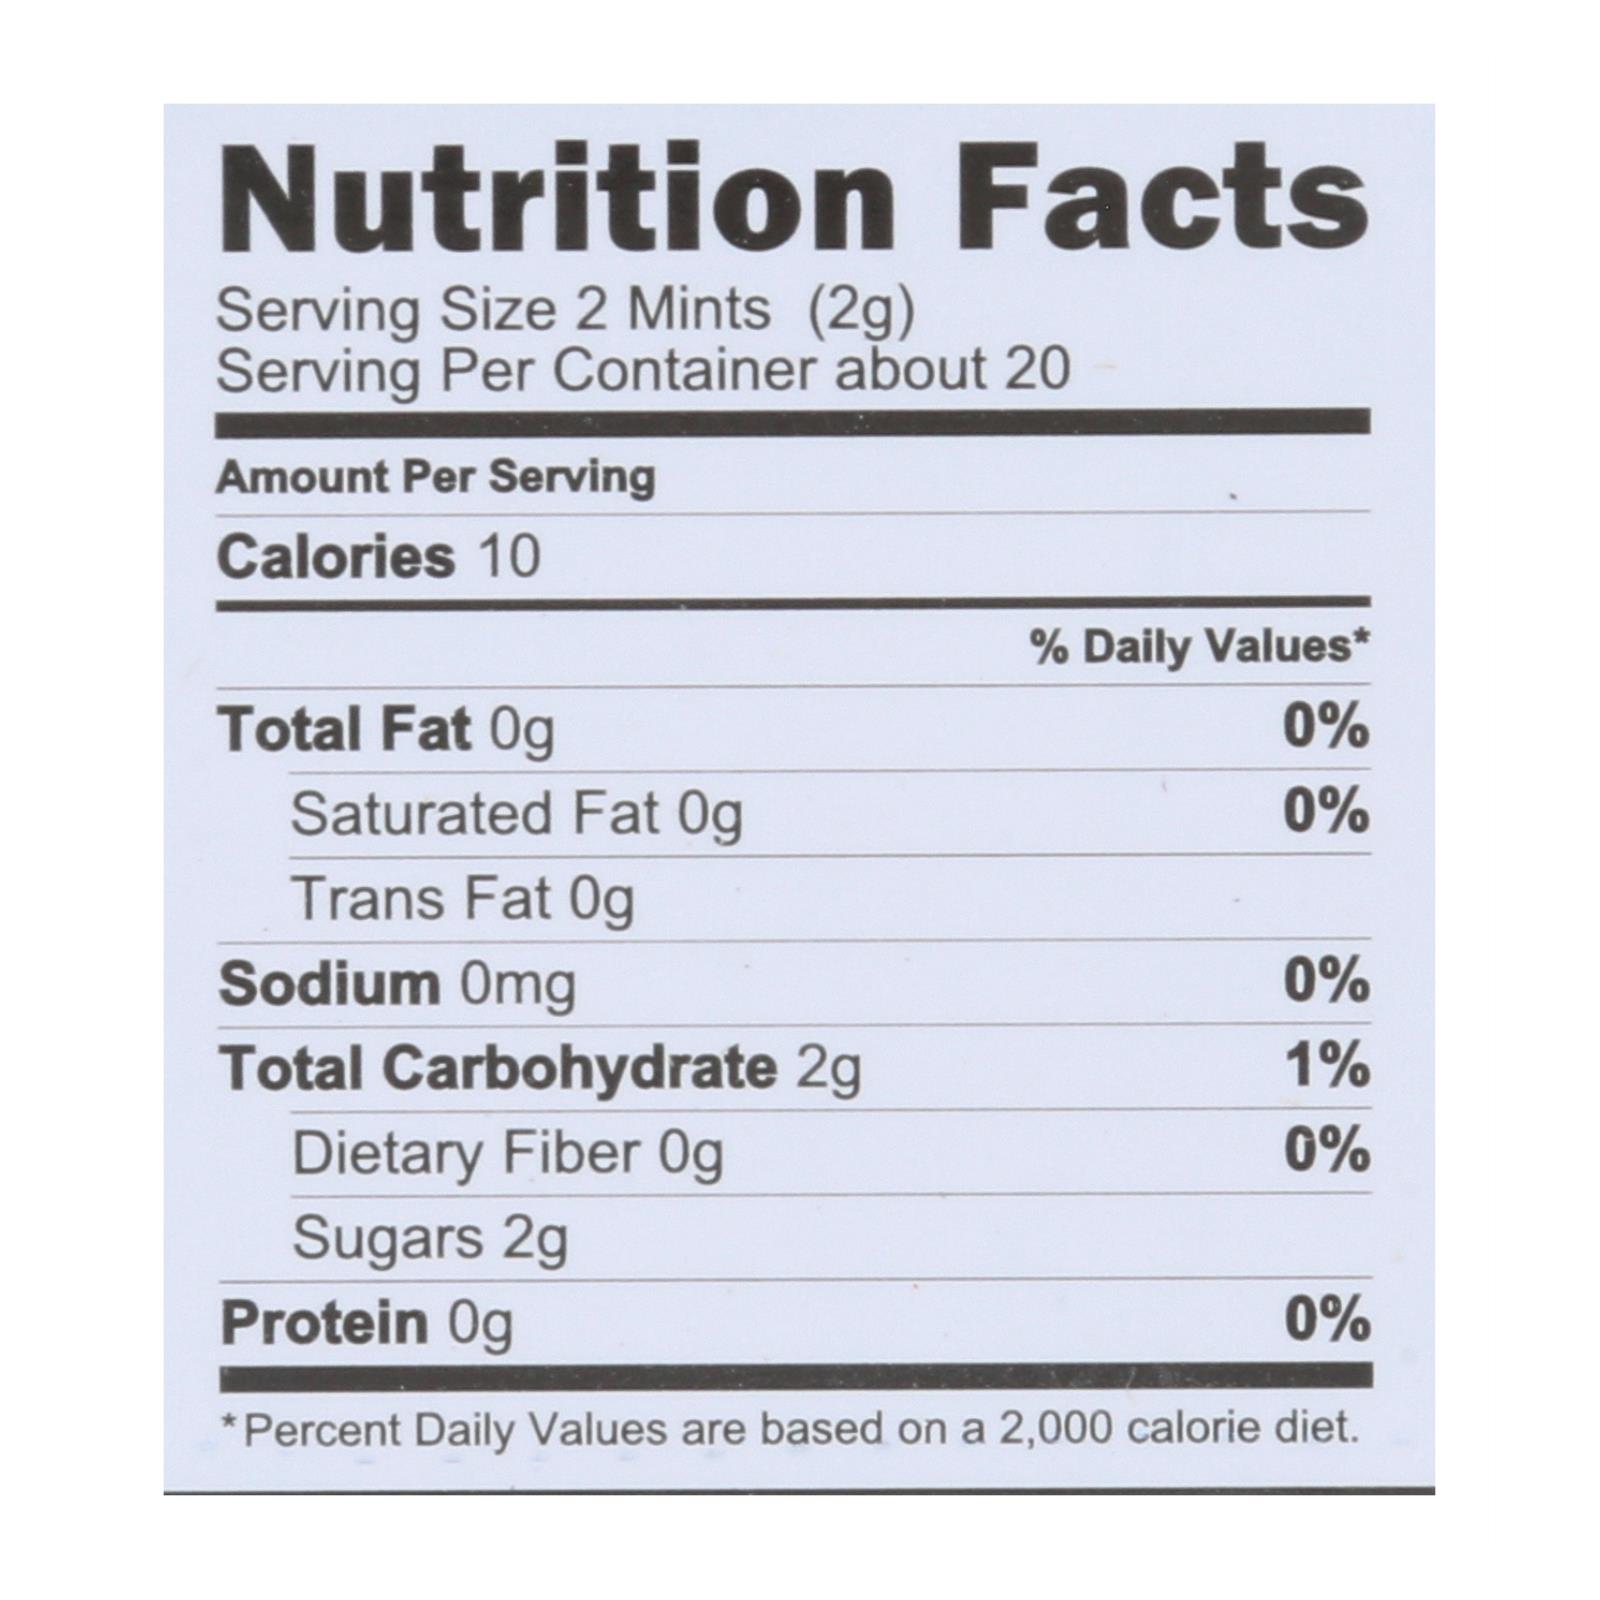 Nutrition Facts
Serving Size 2 Mints (2g)
Serving Per Container about 20
Amount Per Serving
Calories 10
% Daily Values*
Total Fat 0g 0%
Saturated Fat 0g 0%
Trans Fat 0g
Sodium 0mg 0%
Total Carbohydrate 2g 1%
Dietary Fiber 0g 0%
Sugars 2g
Protein 0g 0%
*Percent Daily Values are based on a 2,000 calorie diet.